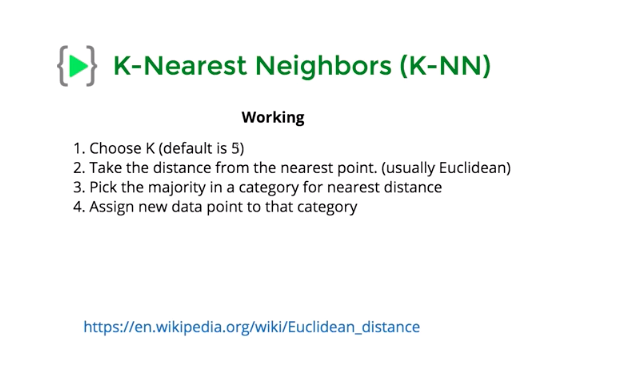 K-Nearest Neighbors (K-NN)
Working
1. Choose K (default is 5)
2. Take the distance from the nearest point. (usually Euclidean)
3. Pick the majority in a category for nearest distance
4. Assign new data point to that category
https://en.wikipedia.org/wiki/Euclidean_distance